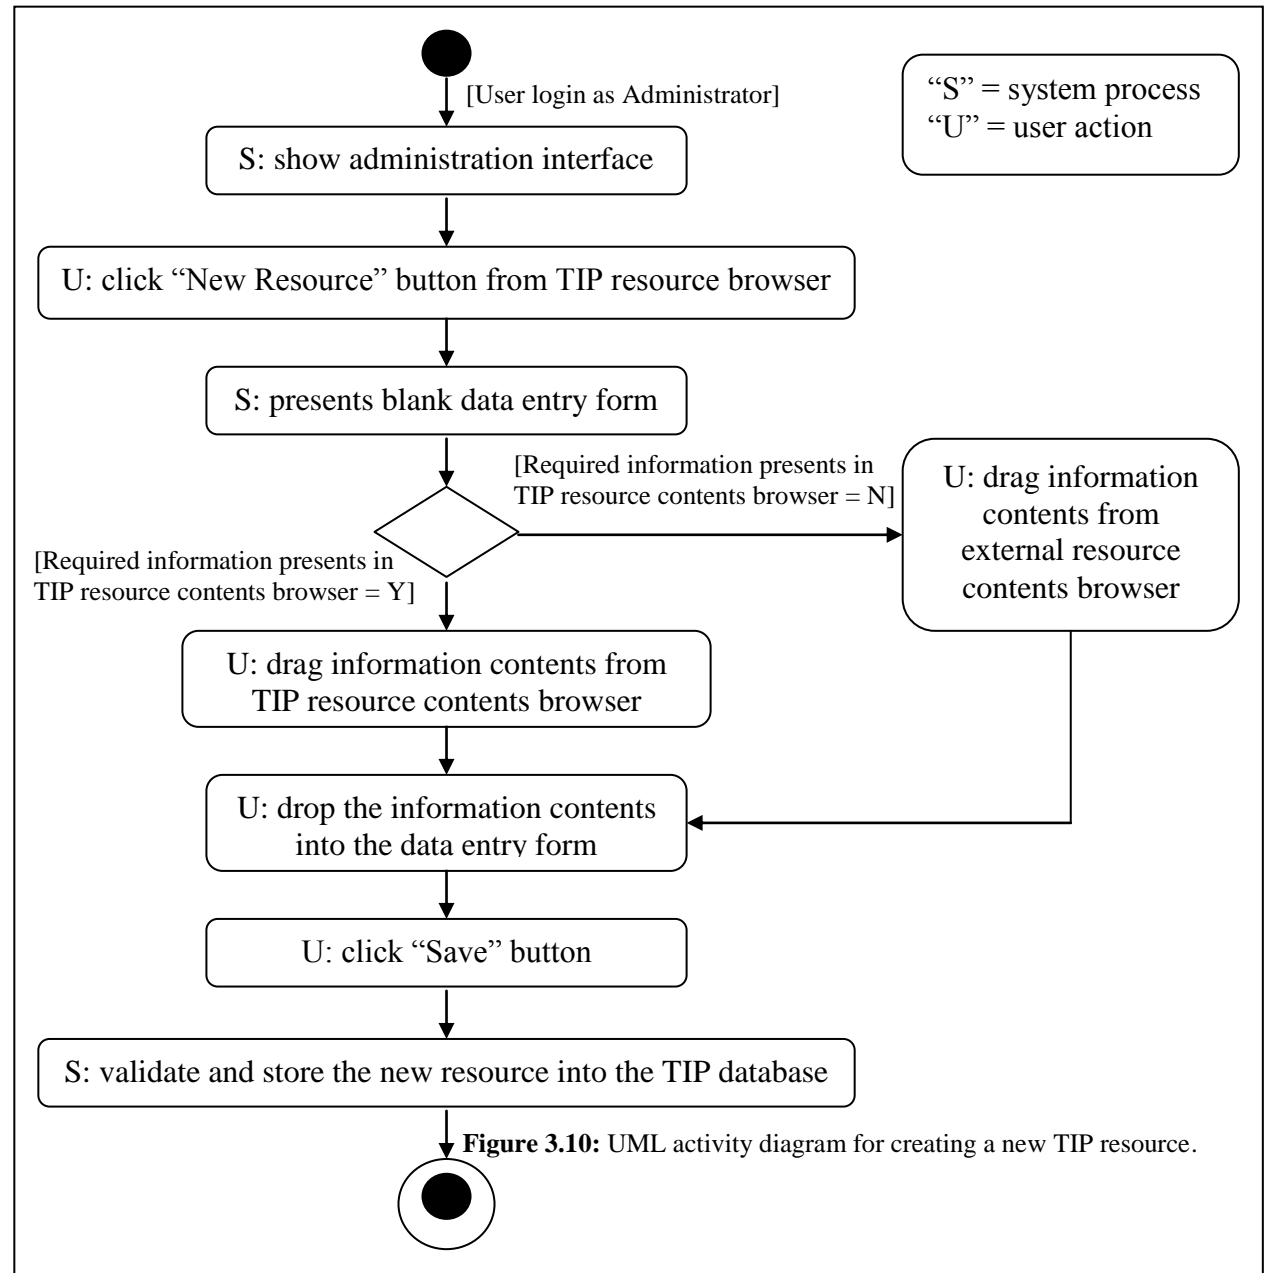 [User login as Administrator]
“S” = system process
“U” = user action
S: show administration interface
U: click “New Resource” button from TIP resource browser
S: presents blank data entry form
[Required information presents in
TIP resource contents browser = N]
U: drag information
contents from
external resource
contents browser
[Required information presents in
TIP resource contents browser = Y]
U: drag information contents from
TIP resource contents browser
U: drop the information contents
into the data entry form
U: click “Save” button
S: validate and store the new resource into the TIP database
Figure 3.10: UML activity diagram for creating a new TIP resource.